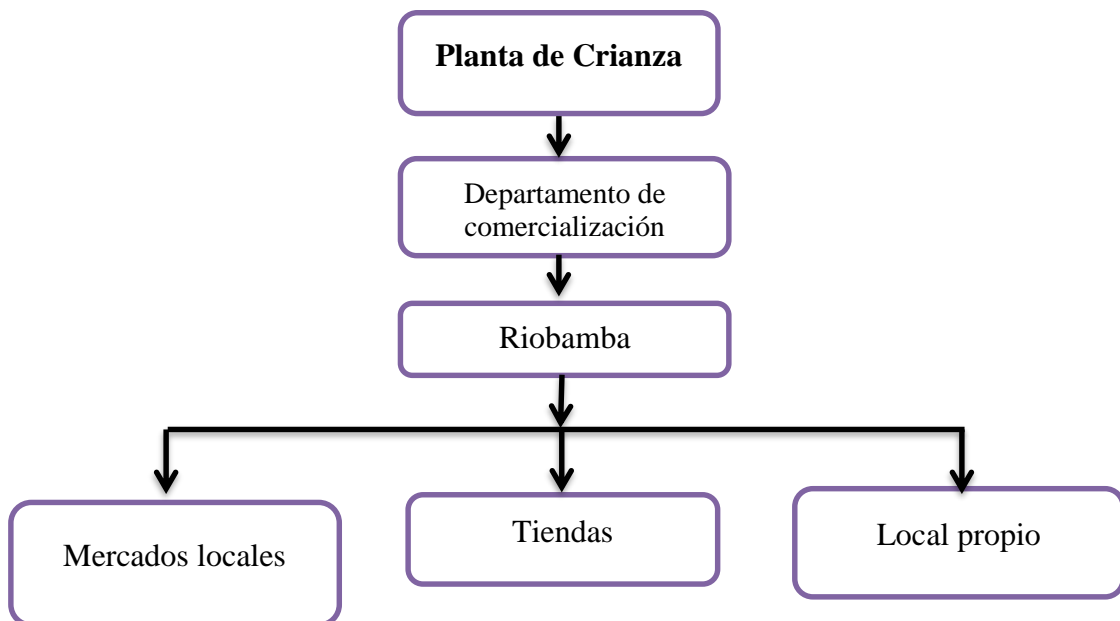 Planta de Crianza
Departamento de
comercialización
Riobamba
Mercados locales
Tiendas
Local propio